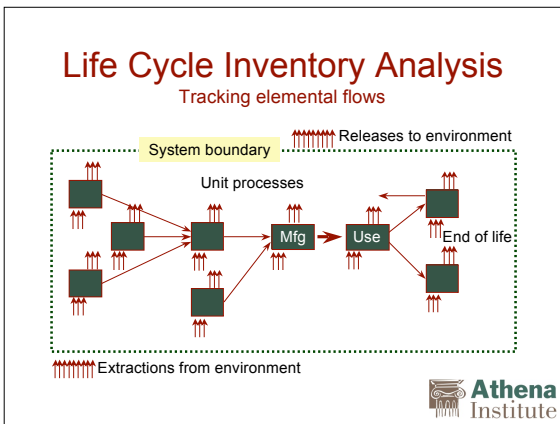 Life Cycle Inventory Analysis
Tracking elemental flows
Releases to environment
System boundary
Unit processes
Mfg
Use
End of life
Extractions from environment
Athena
Institute